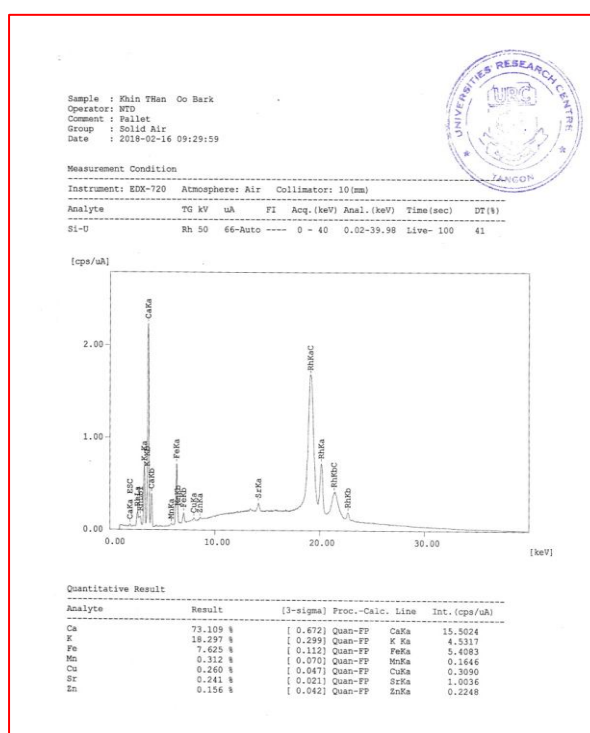 Sample : Khin THan Oo Bark
Operator: NTD
Comment : Pallet
Group : Solid Air
Date : 2018-02-16 09:29:59
UNIVERSITIES' RESEARCH CENTRE
URC
YANGON
Measurement Condition
Instrument: EDX-720 Atmosphere: Air Collimator: 10(mm)
Analyte TG kV uA FI Acq.(keV) Anal.(keV) Time(sec) DT(%)
Si-U Rh 50 66-Auto ---- 0 - 40 0.02-39.98 Live- 100 41
[cps/uA]
2.00
1.00
0.00
CaKa ESC
RhLa
K Ka
CaKa
CaKb
MnKa
FeKa
FeKb
CuKa
ZnKa
SrKa
RhKaC
RhKa
RhKbC
RhKb
0.00 10.00 20.00 30.00
[keV]
Quantitative Result
Analyte Result [3-sigma] Proc.-Calc. Line Int.(cps/uA)
Ca 73.109 % [ 0.672] Quan-FP CaKa 15.5024
K 18.297 % [ 0.299] Quan-FP K Ka 4.5317
Fe 7.625 % [ 0.112] Quan-FP FeKa 5.4083
Mn 0.312 % [ 0.070] Quan-FP MnKa 0.1646
Cu 0.260 % [ 0.047] Quan-FP CuKa 0.3090
Sr 0.241 % [ 0.021] Quan-FP SrKa 1.0036
Zn 0.156 % [ 0.042] Quan-FP ZnKa 0.2248